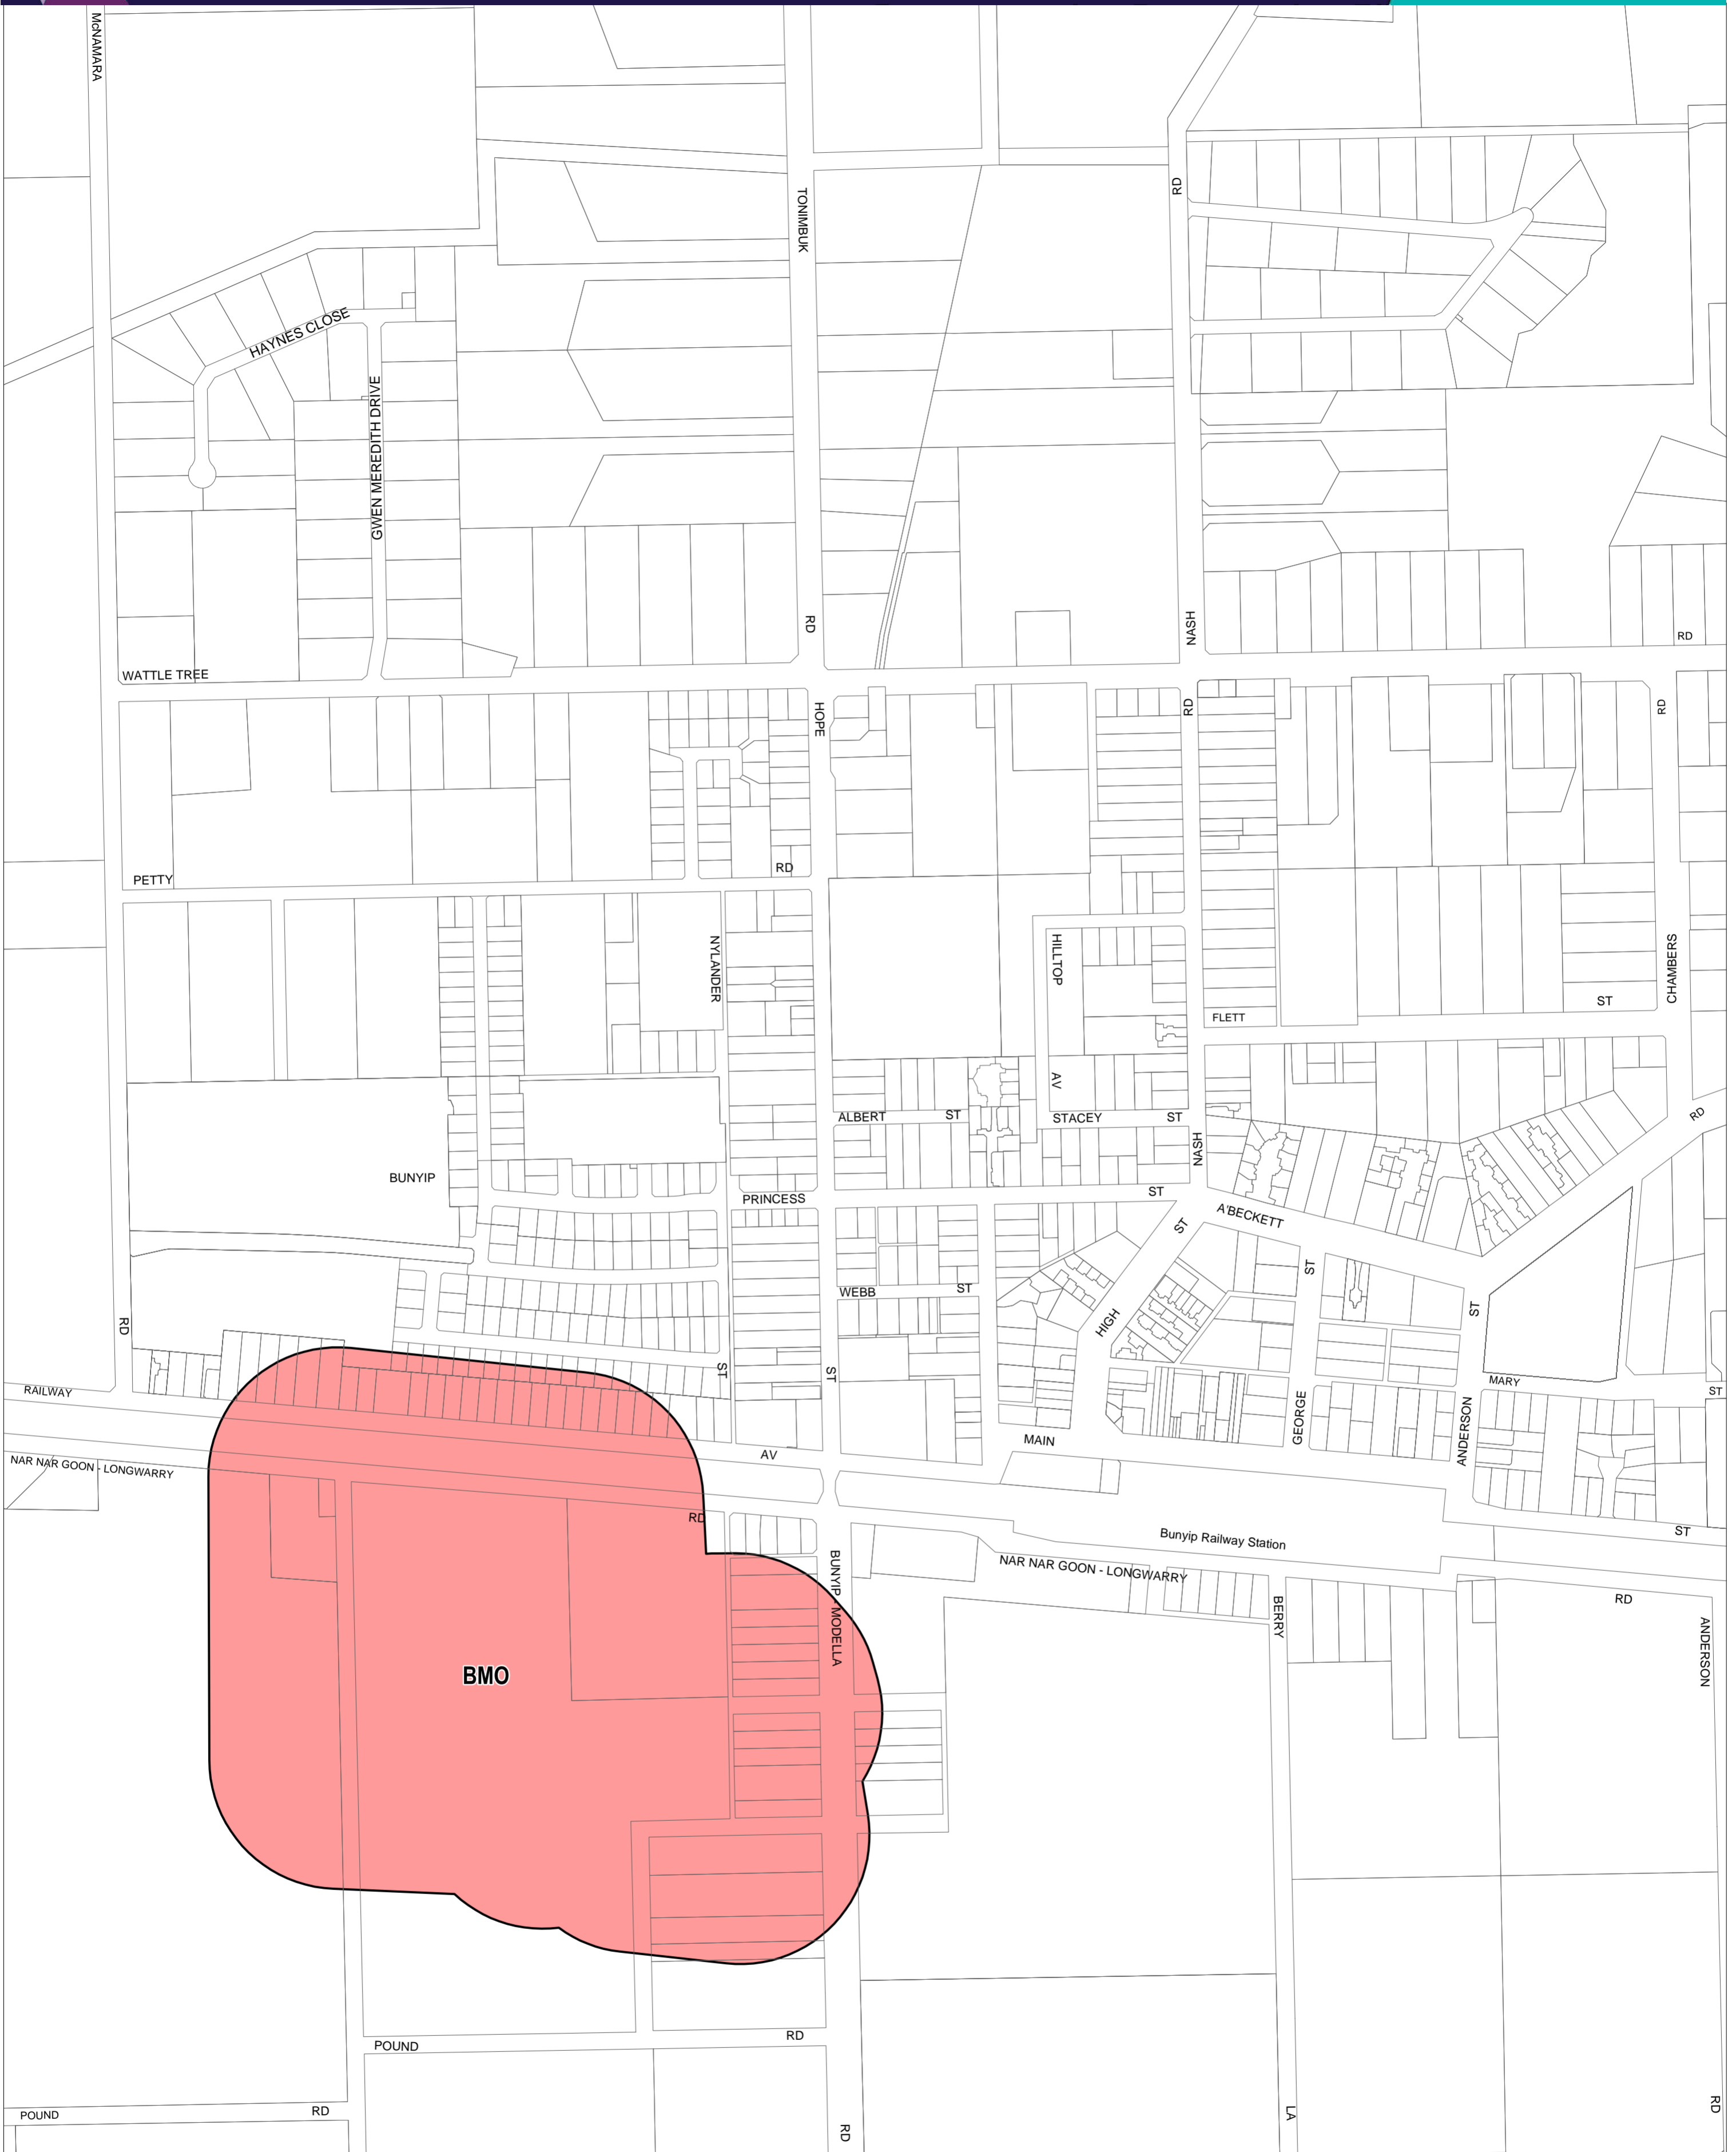 McNAMARA
RD
TONIMBUK
HAYNES CLOSE
GWEN MEREDITH DRIVE
RD
NASH
RD
WATTLE TREE
HOPE
RD
RD
RD
PETTY
NYLANDER
HILLTOP
CHAMBERS
ST
FLETT
AV
ALBERT
ST
STACEY
ST
RD
NASH
BUNYIP
PRINCESS
ST
A'BECKETT
ST
ST
WEBB
ST
ST
HIGH
RD
ST
ST
MARY
ST
RAILWAY
GEORGE
ANDERSON
MAIN
AV
NAR NAR GOON - LONGWARRY
RD
ST
Bunyip Railway Station
NAR NAR GOON - LONGWARRY
BUNYIP - MODELLA
BERRY
RD
ANDERSON
BMO
RD
POUND
POUND
RD
LA
RD
RD